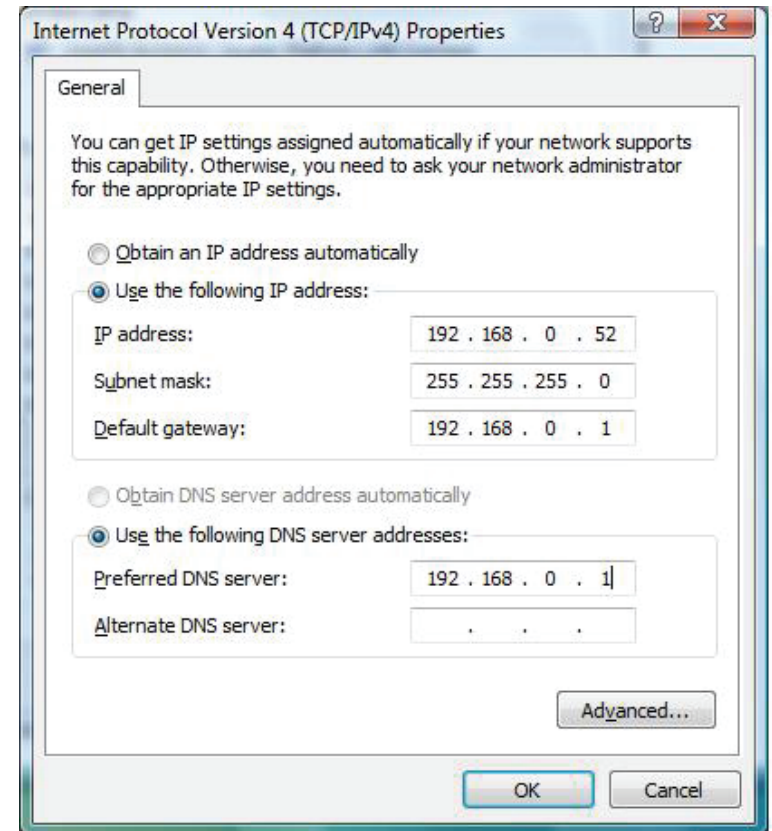 Internet Protocol Version 4 (TCP/IPv4) Properties
?
X
General
You can get IP settings assigned automatically if your network supports
this capability. Otherwise, you need to ask your network administrator
for the appropriate IP settings.
Obtain an IP address automatically
Use the following IP address:
IP address: 192 . 168 . 0 . 52
Subnet mask: 255 . 255 . 255 . 0
Default gateway: 192 . 168 . 0 . 1
Obtain DNS server address automatically
Use the following DNS server addresses:
Preferred DNS server: 192 . 168 . 0 . 1
Alternate DNS server: . . .
Advanced...
OK Cancel